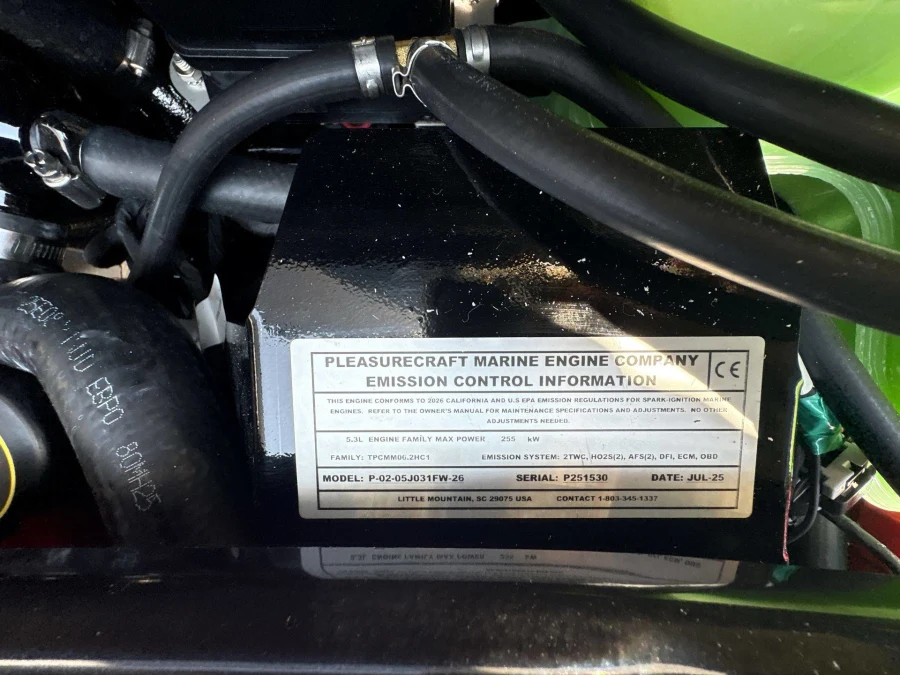 PLEASURECRAFT MARINE ENGINE COMPANY
EMISSION CONTROL INFORMATION
CE
THIS ENGINE CONFORMS TO 2026 CALIFORNIA AND U.S EPA EMISSION REGULATIONS FOR SPARK-IGNITION MARINE
ENGINES. REFER TO THE OWNER'S MANUAL FOR MAINTENANCE SPECIFICATIONS AND ADJUSTMENTS. NO OTHER
ADJUSTMENTS NEEDED.
5.3L ENGINE FAMILY MAX POWER 255 kW
FAMILY: TPCMM06.2HC1 EMISSION SYSTEM: 2TWC, HO2S(2), AFS(2), DFI, ECM, OBD
MODEL: P-02-05J031FW-26 SERIAL: P251530 DATE: JUL-25
LITTLE MOUNTAIN, SC 29075 USA CONTACT 1-803-345-1337